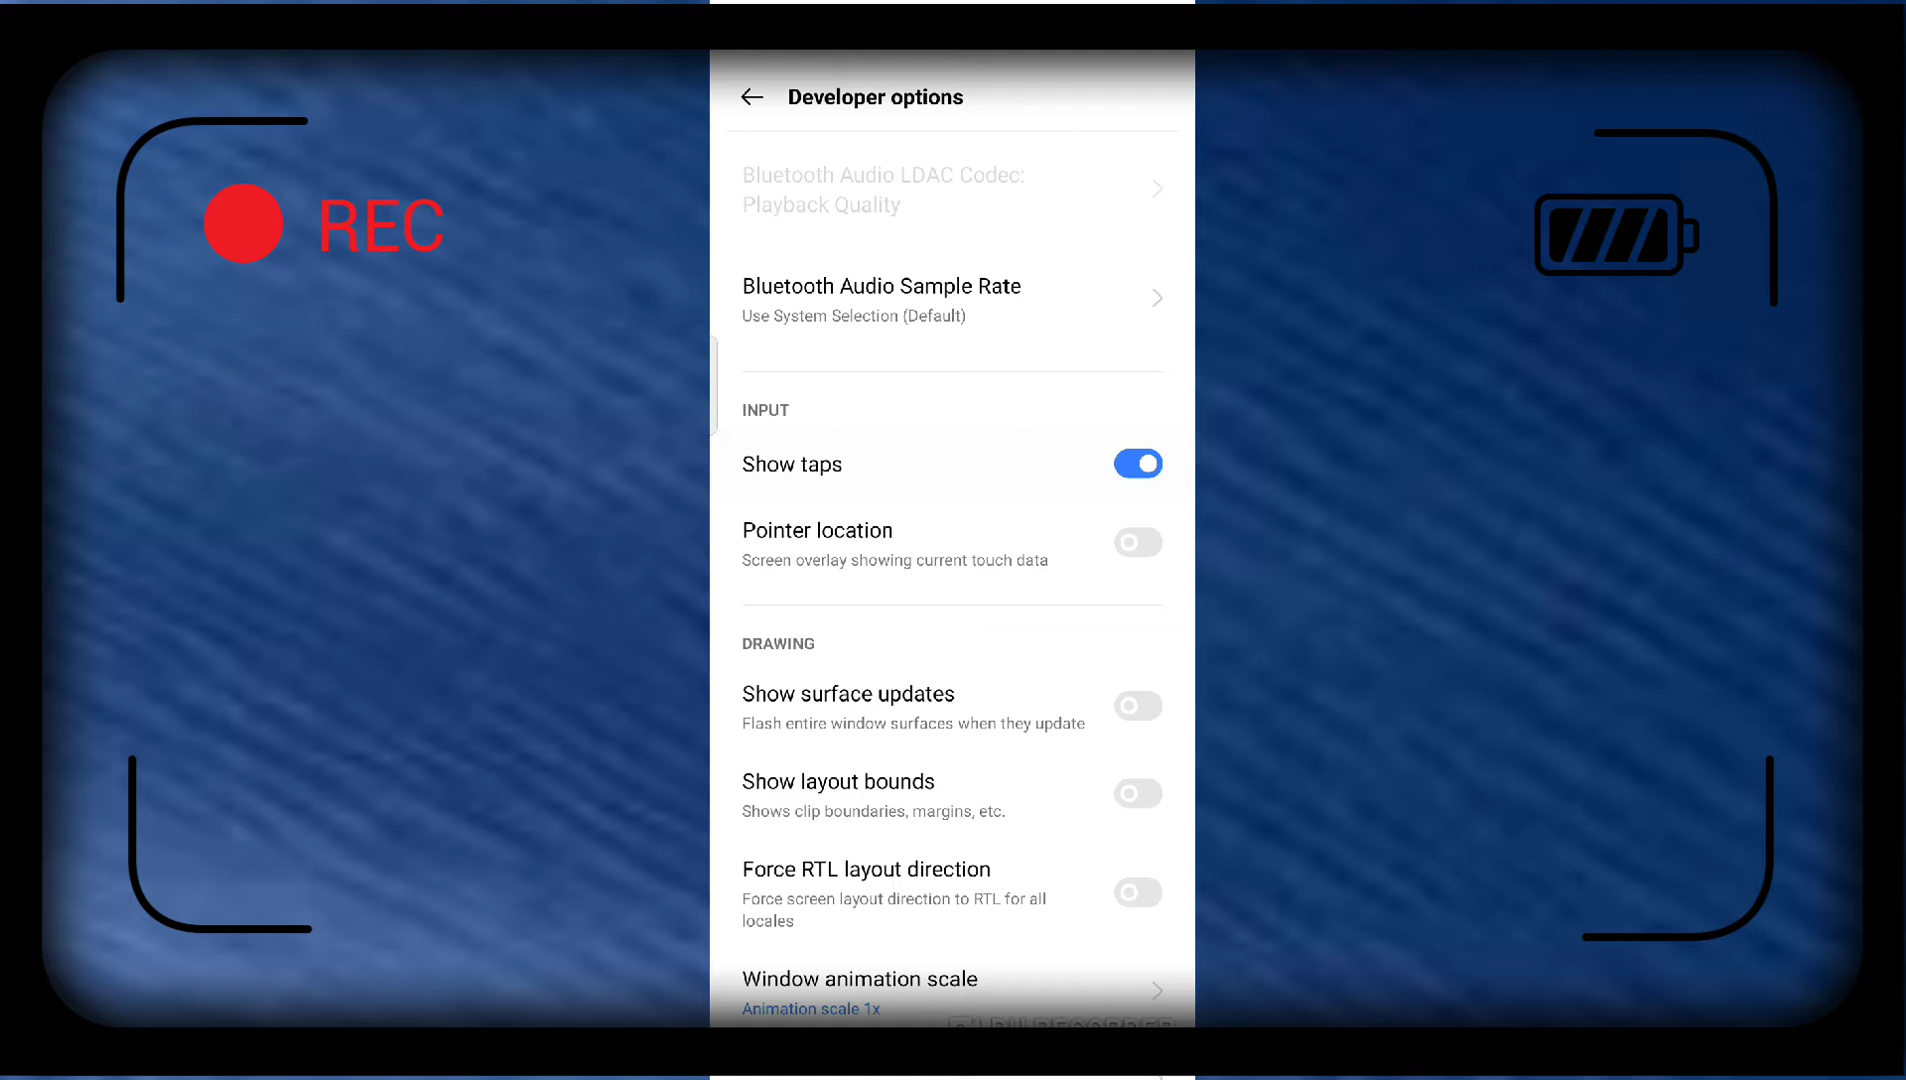 Developer options
REC
Bluetooth Audio LDAC Codec:
Playback Quality
Bluetooth Audio Sample Rate
Use System Selection (Default)
INPUT
Show taps
Pointer location
Screen overlay showing current touch data
DRAWING
Show surface updates
Flash entire window surfaces when they update
Show layout bounds
Shows clip boundaries, margins, etc.
Force RTL layout direction
Force screen layout direction to RTL for all
locales
Window animation scale
Animation scale 1x